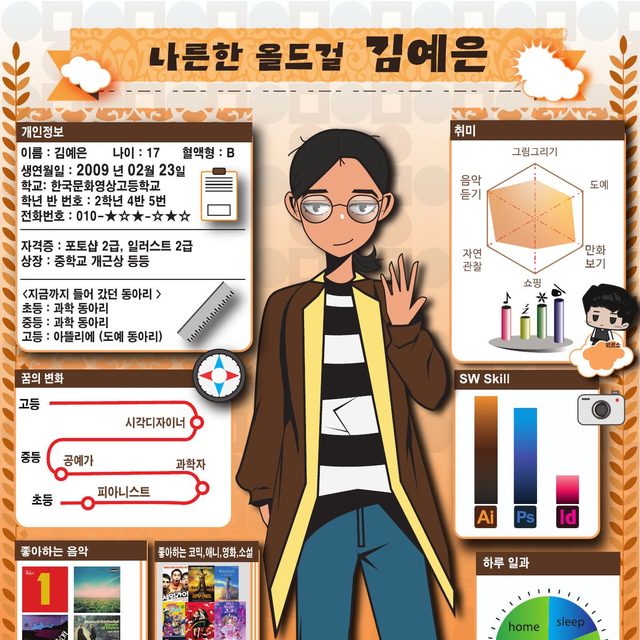 나른한 올드걸 김예은
개인정보
이름 : 김예은 나이 : 17 혈액형 : B
생연월일 : 2009 년 02월 23일
학교: 한국문화영상고등학교
학년 반 번호 : 2학년 4반 5번
전화번호 : 010-★☆★-☆★☆
자격증 : 포토샵 2급, 일러스트 2급
상장 : 중학교 개근상 등등
<지금까지 들어 갔던 동아리 >
초등 : 과학 동아리
중등 : 과학 동아리
고등 : 아뜰리에 (도예 동아리)
취미
그림그리기
음악
듣기
도예
자연
관찰
만화
보기
쇼핑
꿈의 변화
고등
시각디자이너
중등
공예가
과학자
초등
피아니스트
SW Skill
Ai Ps Id
좋아하는 음악
좋아하는 코믹,애니,영화,소설
1
하루 일과
home
sleep